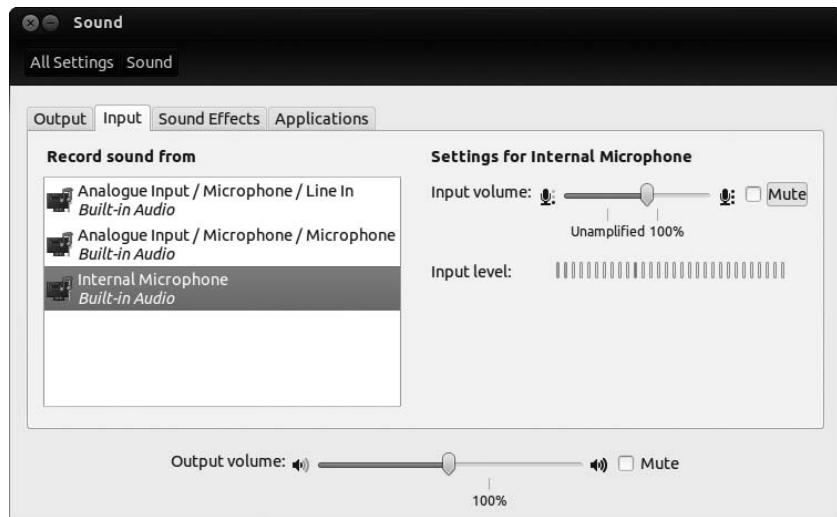 Sound
All Settings Sound
Output Input Sound Effects Applications
Record sound from
Analogue Input / Microphone / Line In
Built-in Audio
Analogue Input / Microphone / Microphone
Built-in Audio
Internal Microphone
Built-in Audio
Settings for Internal Microphone
Input volume: Mute
Unamplified 100%
Input level:
Output volume: Mute
100%